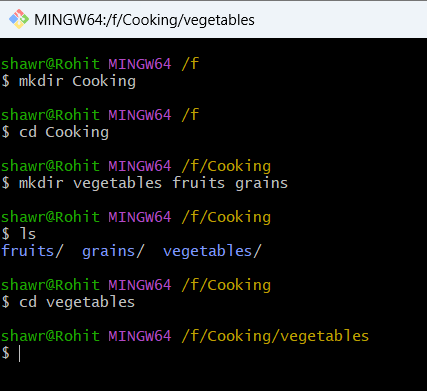 MINGW64:/f/Cooking/vegetables
shawr@Rohit MINGW64 /f
$ mkdir Cooking
shawr@Rohit MINGW64 /f
$ cd Cooking
shawr@Rohit MINGW64 /f/Cooking
$ mkdir vegetables fruits grains
shawr@Rohit MINGW64 /f/Cooking
$ ls
fruits/  grains/  vegetables/
shawr@Rohit MINGW64 /f/Cooking
$ cd vegetables
shawr@Rohit MINGW64 /f/Cooking/vegetables
$